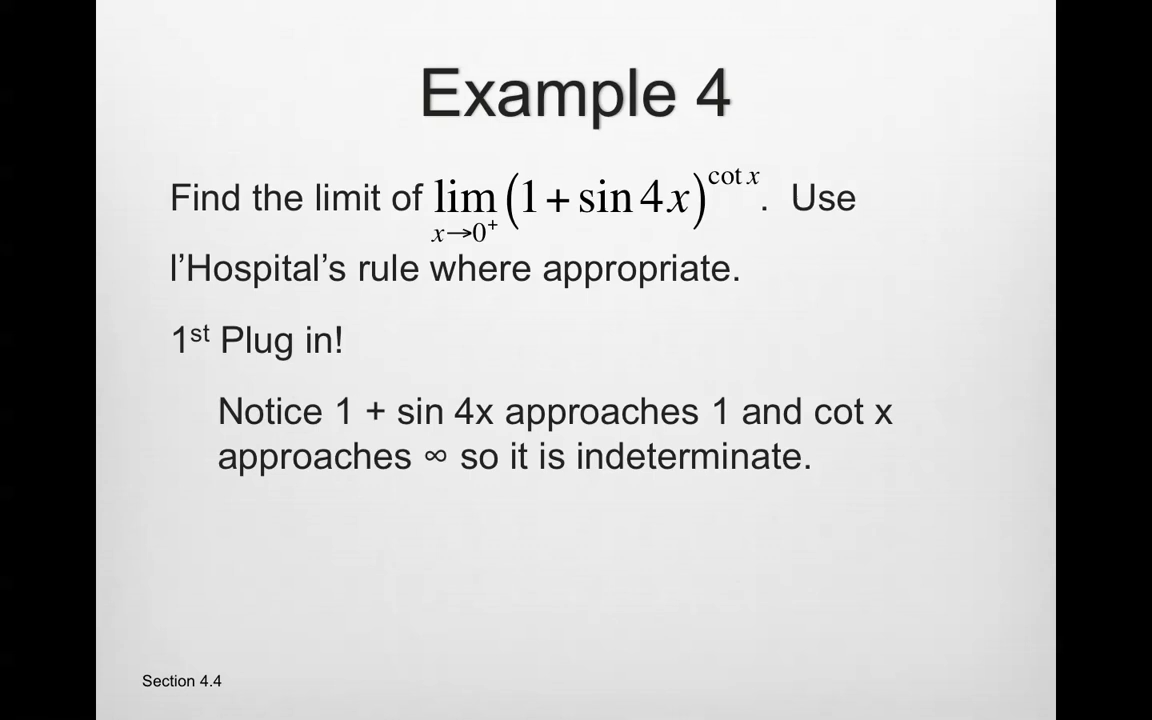 Example 4
Find the limit of lim x→0⁺ (1 + sin 4x)^cot x. Use
l’Hospital’s rule where appropriate.
1st Plug in!
Notice 1 + sin 4x approaches 1 and cot x
approaches ∞ so it is indeterminate.
Section 4.4